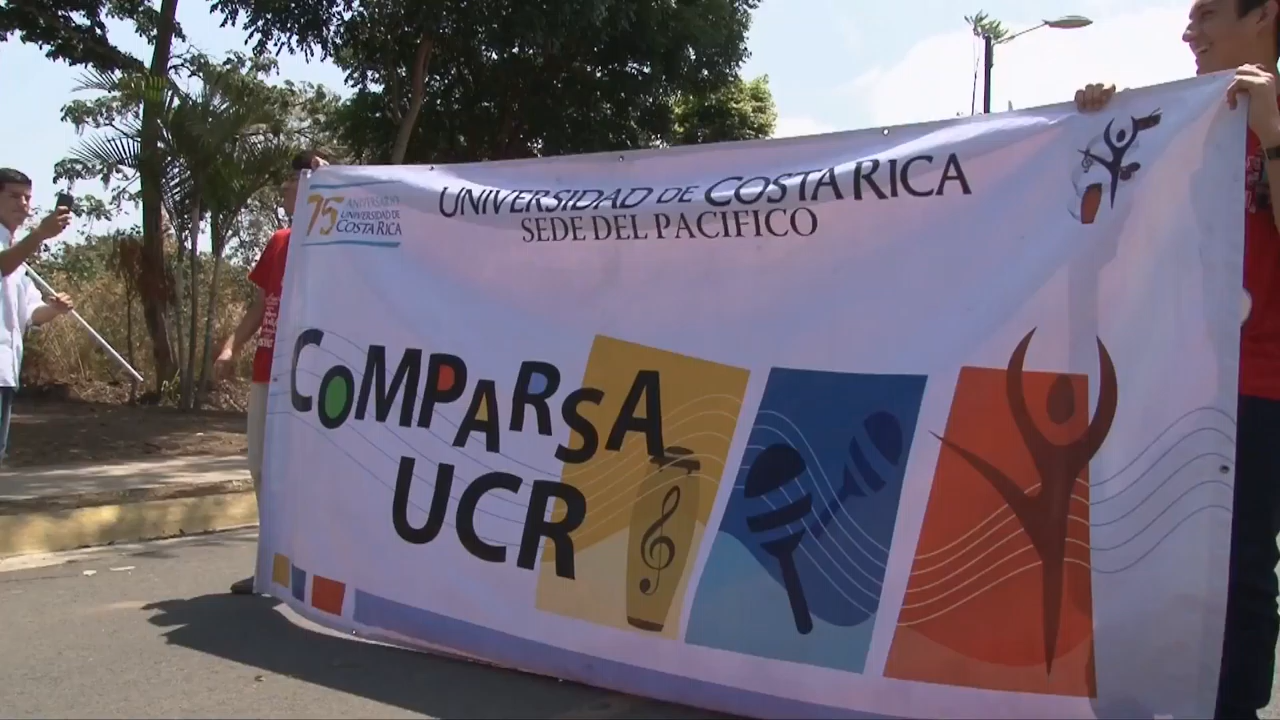 75
ANIVERSARIO
UNIVERSIDAD DE
COSTA RICA
UNIVERSIDAD DE COSTA RICA
SEDE DEL PACIFICO
COMPARSA
UCR